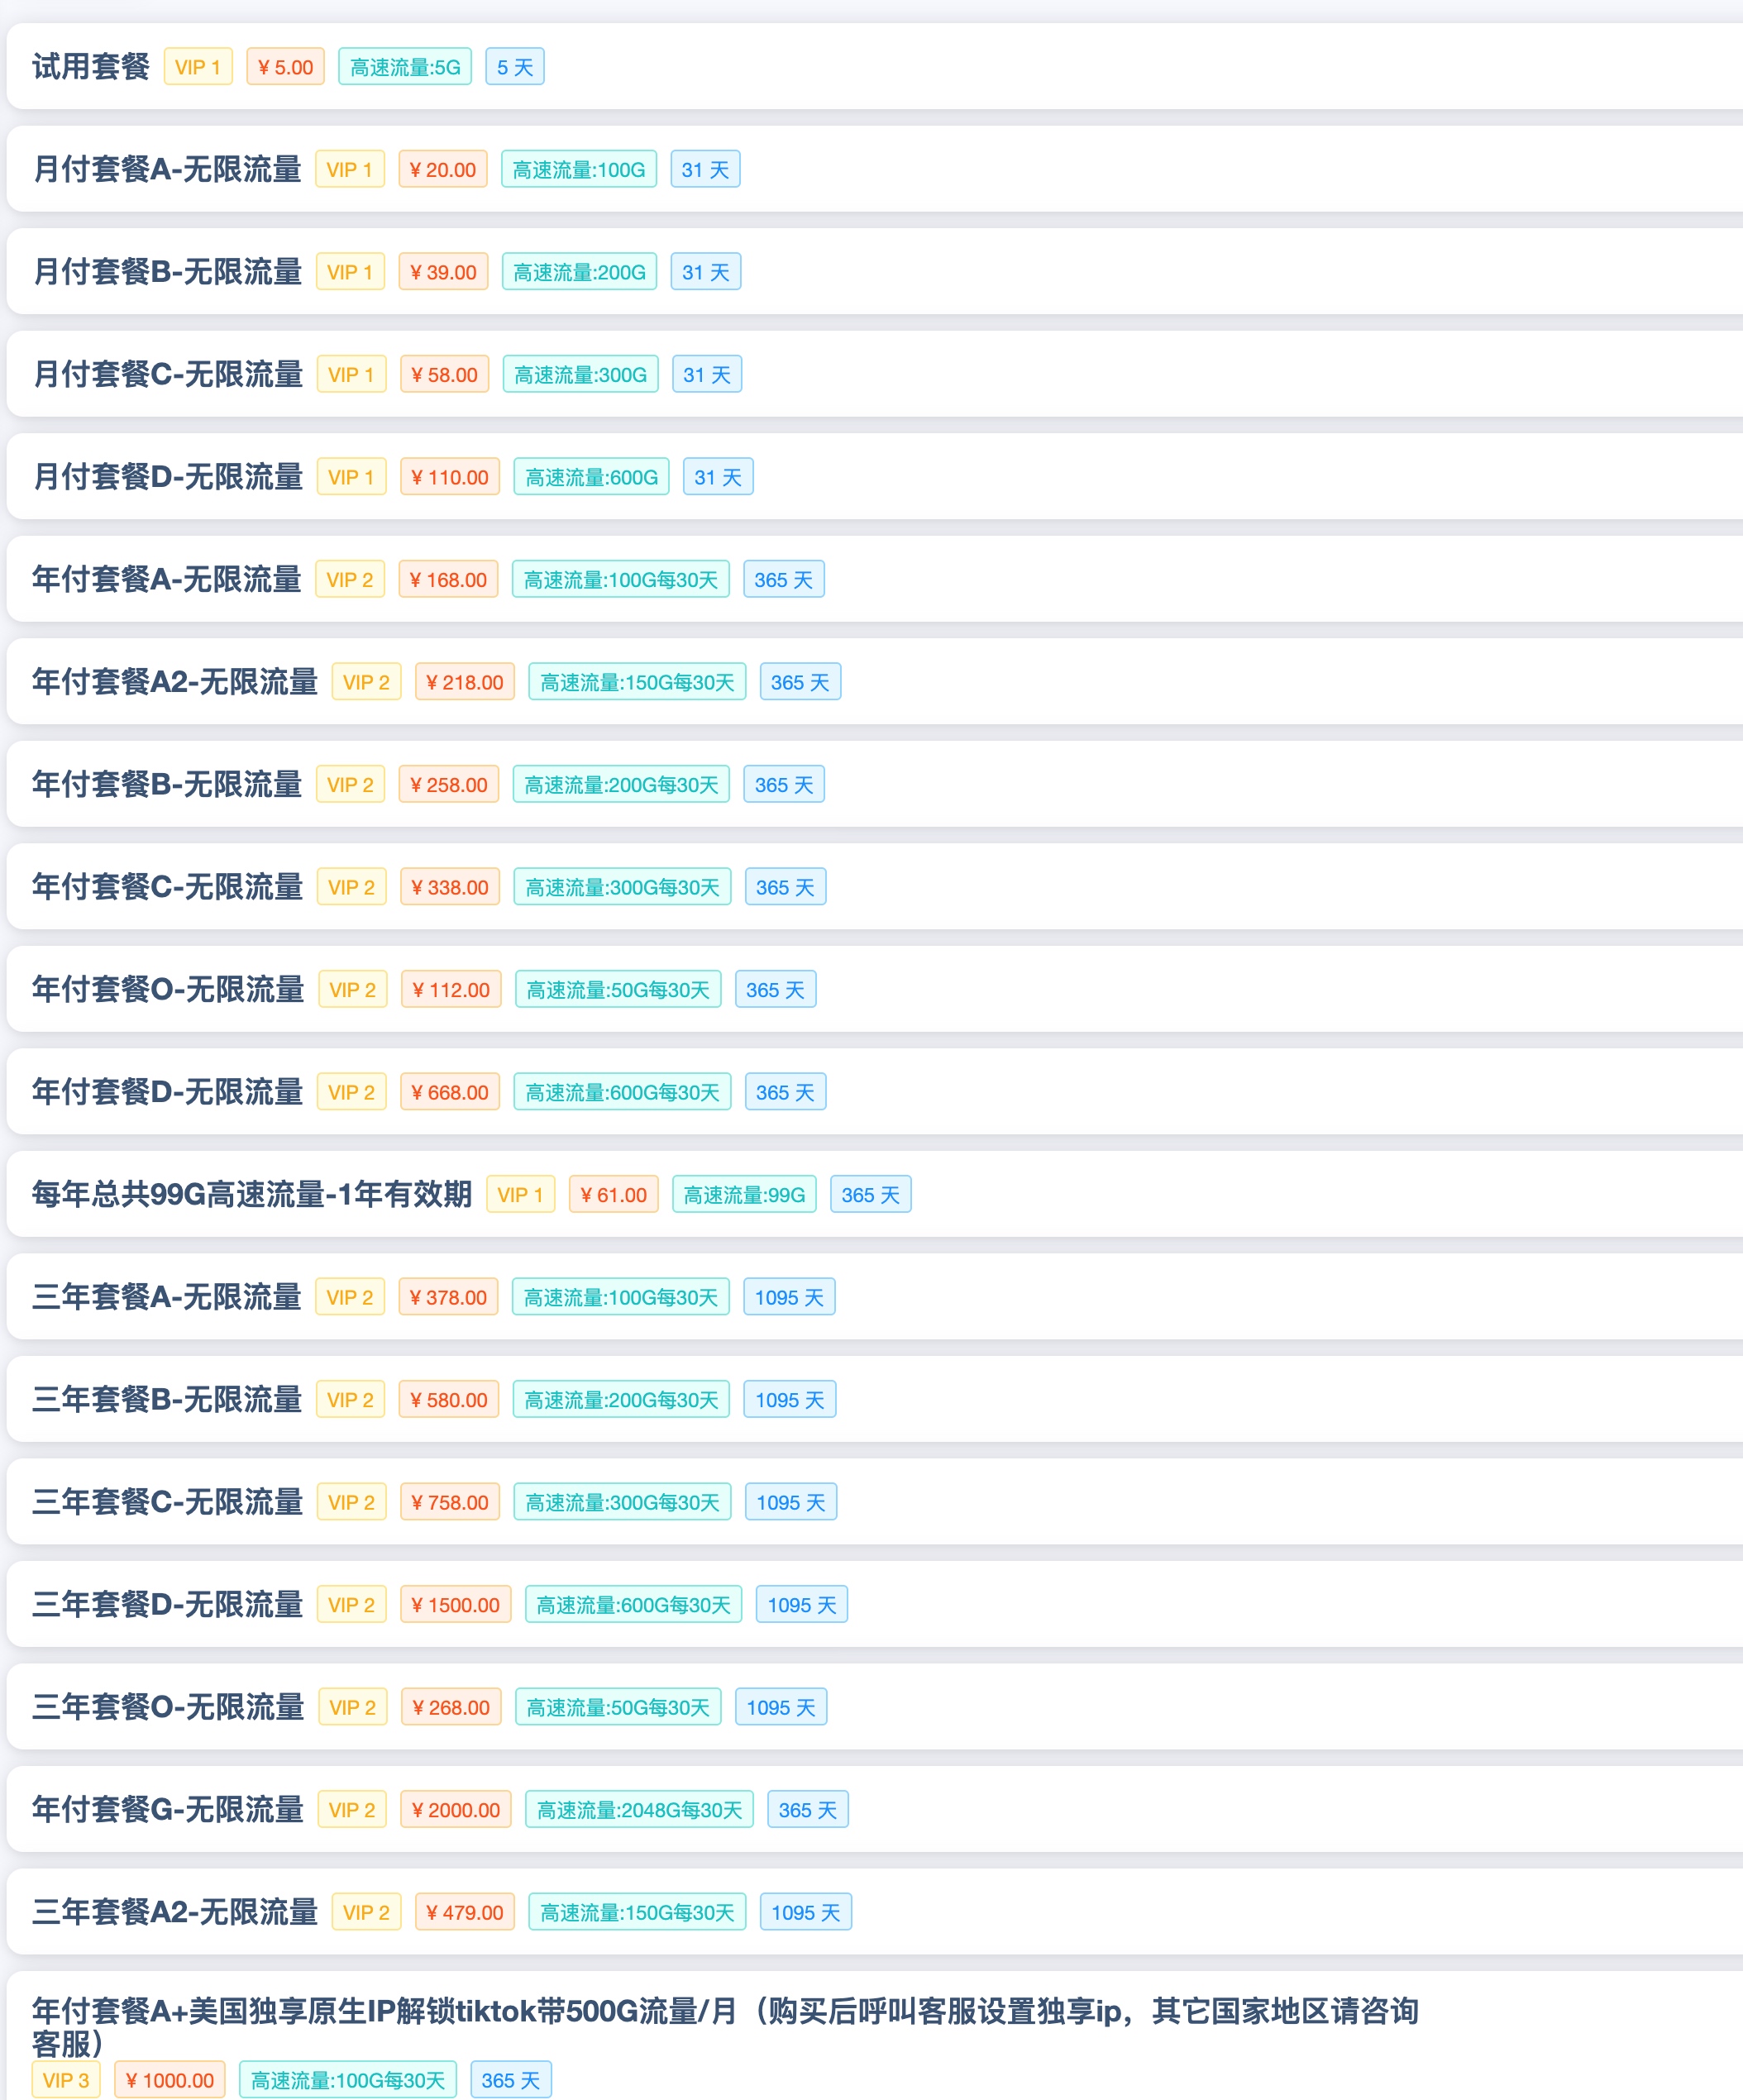 试用套餐 VIP 1 ¥ 5.00 高速流量:5G 5 天
月付套餐A-无限流量 VIP 1 ¥ 20.00 高速流量:100G 31 天
月付套餐B-无限流量 VIP 1 ¥ 39.00 高速流量:200G 31 天
月付套餐C-无限流量 VIP 1 ¥ 58.00 高速流量:300G 31 天
月付套餐D-无限流量 VIP 1 ¥ 110.00 高速流量:600G 31 天
年付套餐A-无限流量 VIP 2 ¥ 168.00 高速流量:100G每30天 365 天
年付套餐A2-无限流量 VIP 2 ¥ 218.00 高速流量:150G每30天 365 天
年付套餐B-无限流量 VIP 2 ¥ 258.00 高速流量:200G每30天 365 天
年付套餐C-无限流量 VIP 2 ¥ 338.00 高速流量:300G每30天 365 天
年付套餐O-无限流量 VIP 2 ¥ 112.00 高速流量:50G每30天 365 天
年付套餐D-无限流量 VIP 2 ¥ 668.00 高速流量:600G每30天 365 天
每年总共99G高速流量-1年有效期 VIP 1 ¥ 61.00 高速流量:99G 365 天
三年套餐A-无限流量 VIP 2 ¥ 378.00 高速流量:100G每30天 1095 天
三年套餐B-无限流量 VIP 2 ¥ 580.00 高速流量:200G每30天 1095 天
三年套餐C-无限流量 VIP 2 ¥ 758.00 高速流量:300G每30天 1095 天
三年套餐D-无限流量 VIP 2 ¥ 1500.00 高速流量:600G每30天 1095 天
三年套餐O-无限流量 VIP 2 ¥ 268.00 高速流量:50G每30天 1095 天
年付套餐G-无限流量 VIP 2 ¥ 2000.00 高速流量:2048G每30天 365 天
三年套餐A2-无限流量 VIP 2 ¥ 479.00 高速流量:150G每30天 1095 天
年付套餐A+美国独享原生IP解锁tiktok带500G流量/月（购买后呼叫客服设置独享ip，其它国家地区请咨询
客服）
VIP 3 ¥ 1000.00 高速流量:100G每30天 365 天